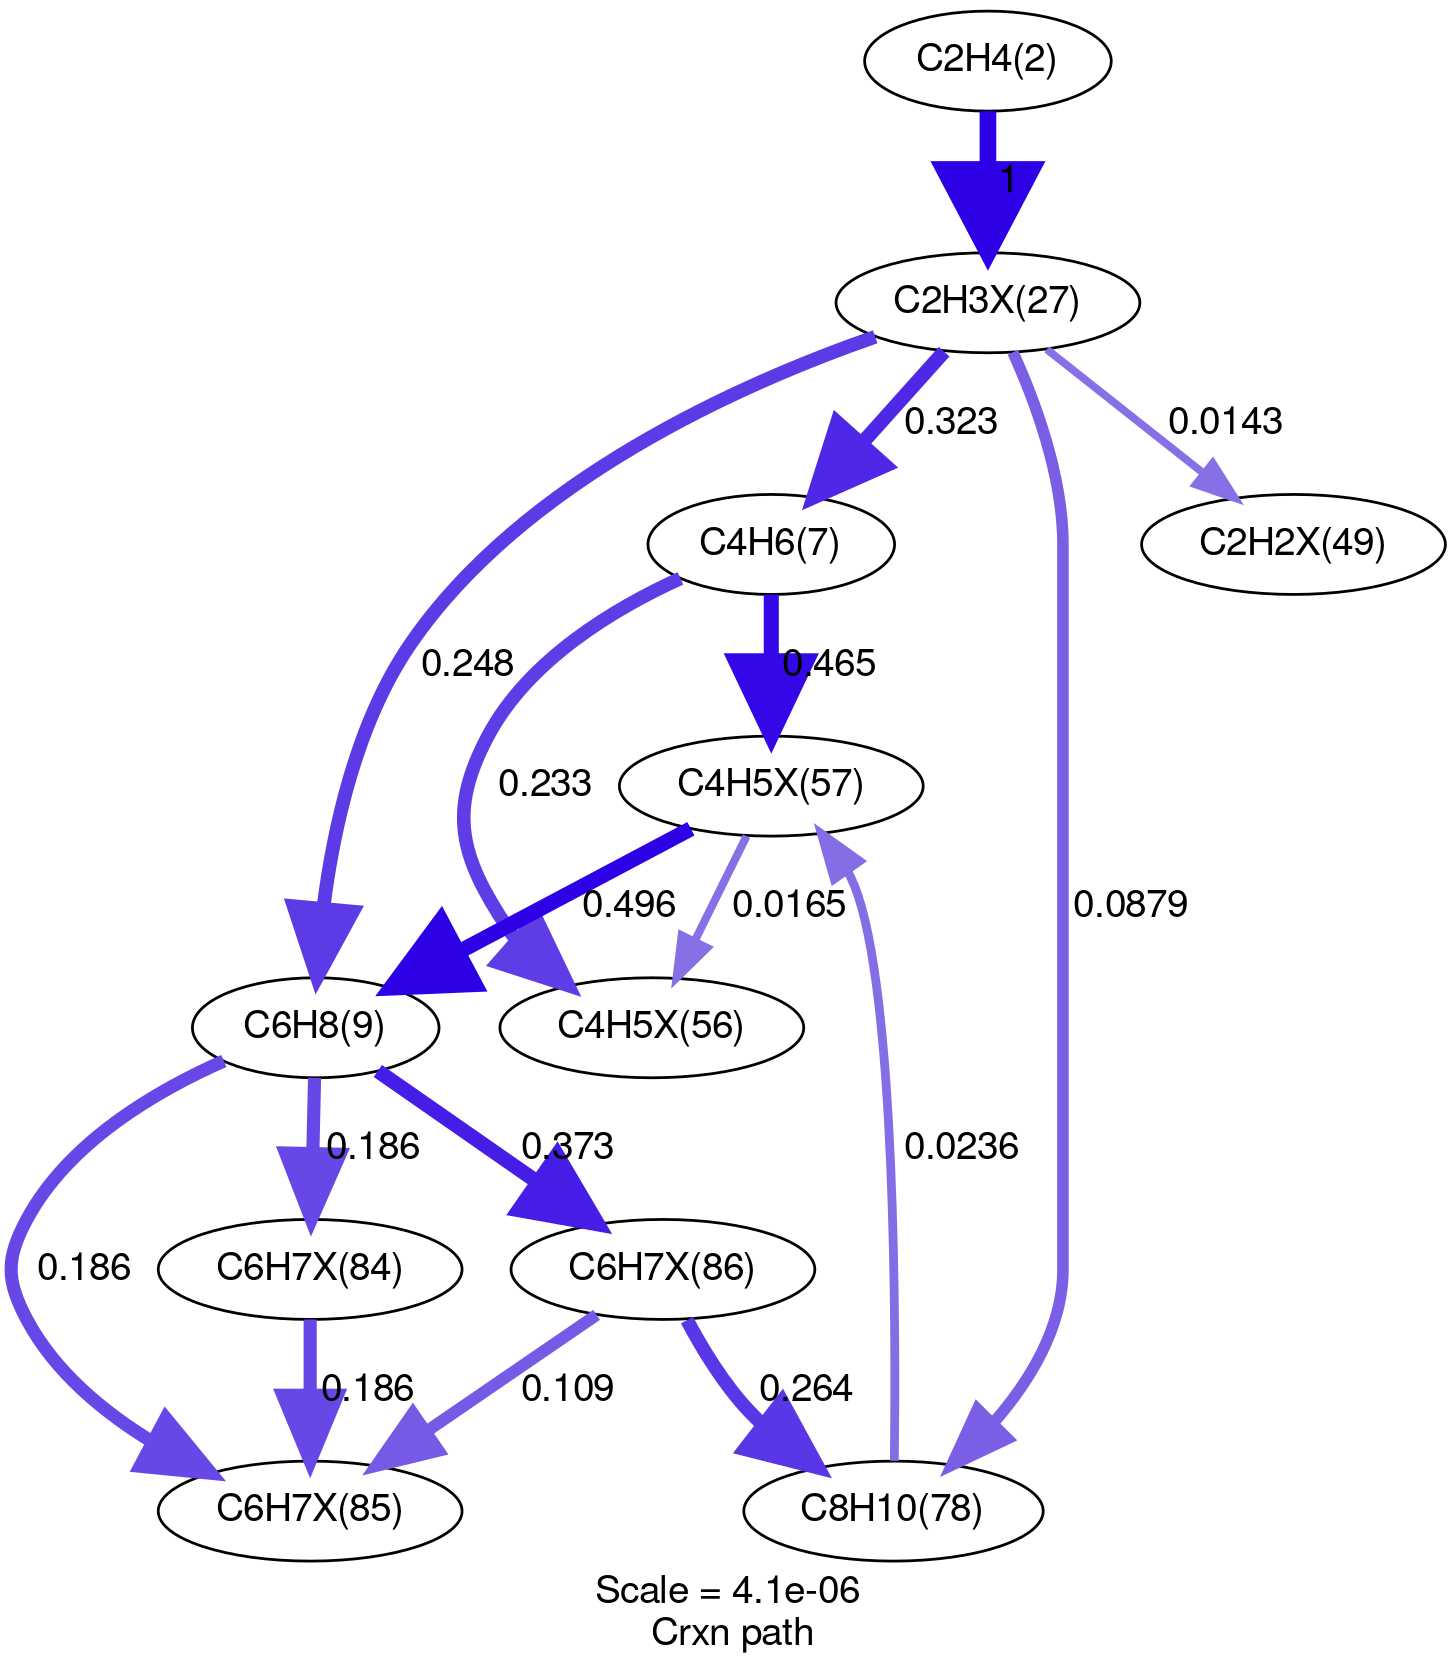 C2H4(2)
1
C2H3X(27)
0.323
0.0143
C4H6(7)
C2H2X(49)
0.248
0.465
0.233
C4H5X(57)
0.496
0.0165
0.0879
C6H8(9)
C4H5X(56)
0.186
0.373
0.0236
0.186
C6H7X(84)
C6H7X(86)
0.186
0.109
0.264
C6H7X(85)
C8H10(78)
Scale = 4.1e-06
Crxn path